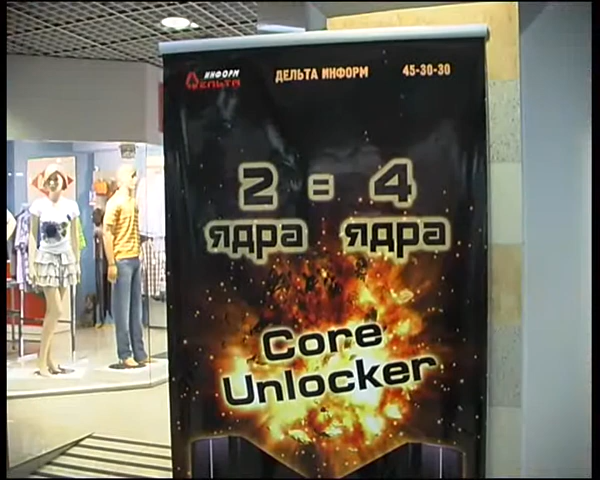 ИНФОРМ
ДЕЛЬТА
ДЕЛЬТА ИНФОРМ
45-30-30
2 = 4
ядра ядра
Core
Unlocker